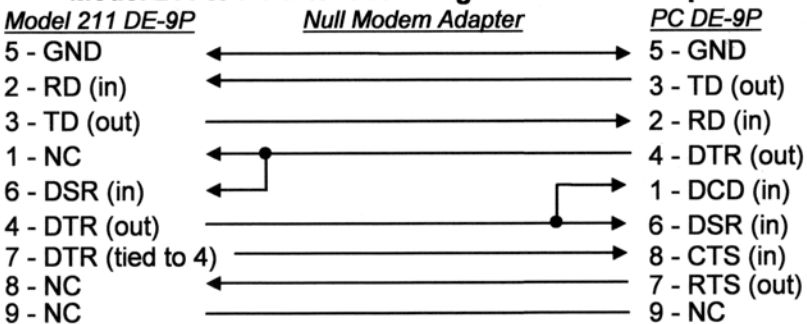 Model 211 DE-9P Null Modem Adapter PC DE-9P
5 - GND 5 - GND
2 - RD (in) 3 - TD (out)
3 - TD (out) 2 - RD (in)
1 - NC 4 - DTR (out)
6 - DSR (in) 1 - DCD (in)
4 - DTR (out) 6 - DSR (in)
7 - DTR (tied to 4) 8 - CTS (in)
8 - NC 7 - RTS (out)
9 - NC 9 - NC